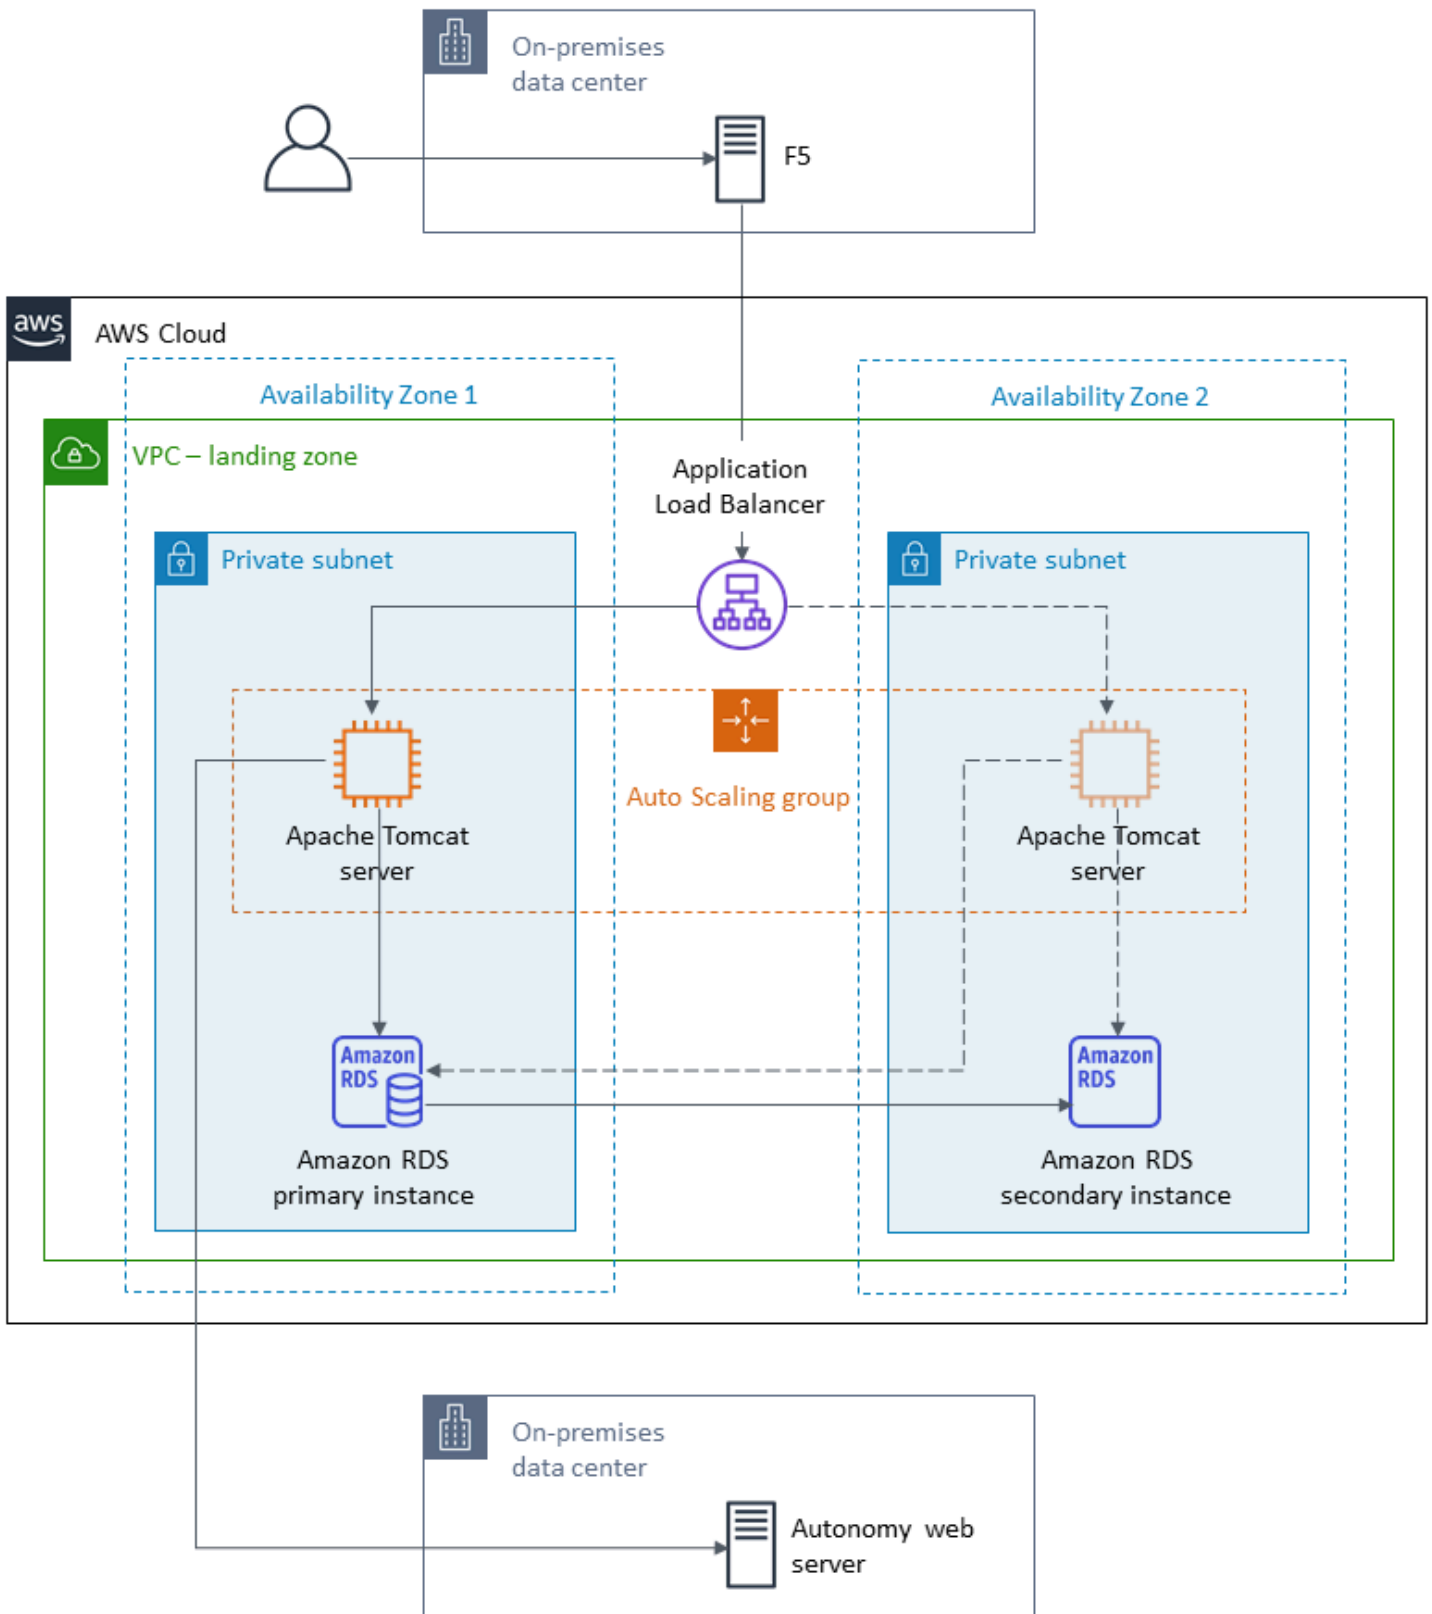 On-premises
data center
F5
aws
AWS Cloud
Availability Zone 1
Availability Zone 2
VPC – landing zone
Application
Load Balancer
Private subnet
Private subnet
Auto Scaling group
Apache Tomcat
server
Apache Tomcat
server
Amazon
RDS
Amazon
RDS
Amazon RDS
primary instance
Amazon RDS
secondary instance
On-premises
data center
Autonomy web
server